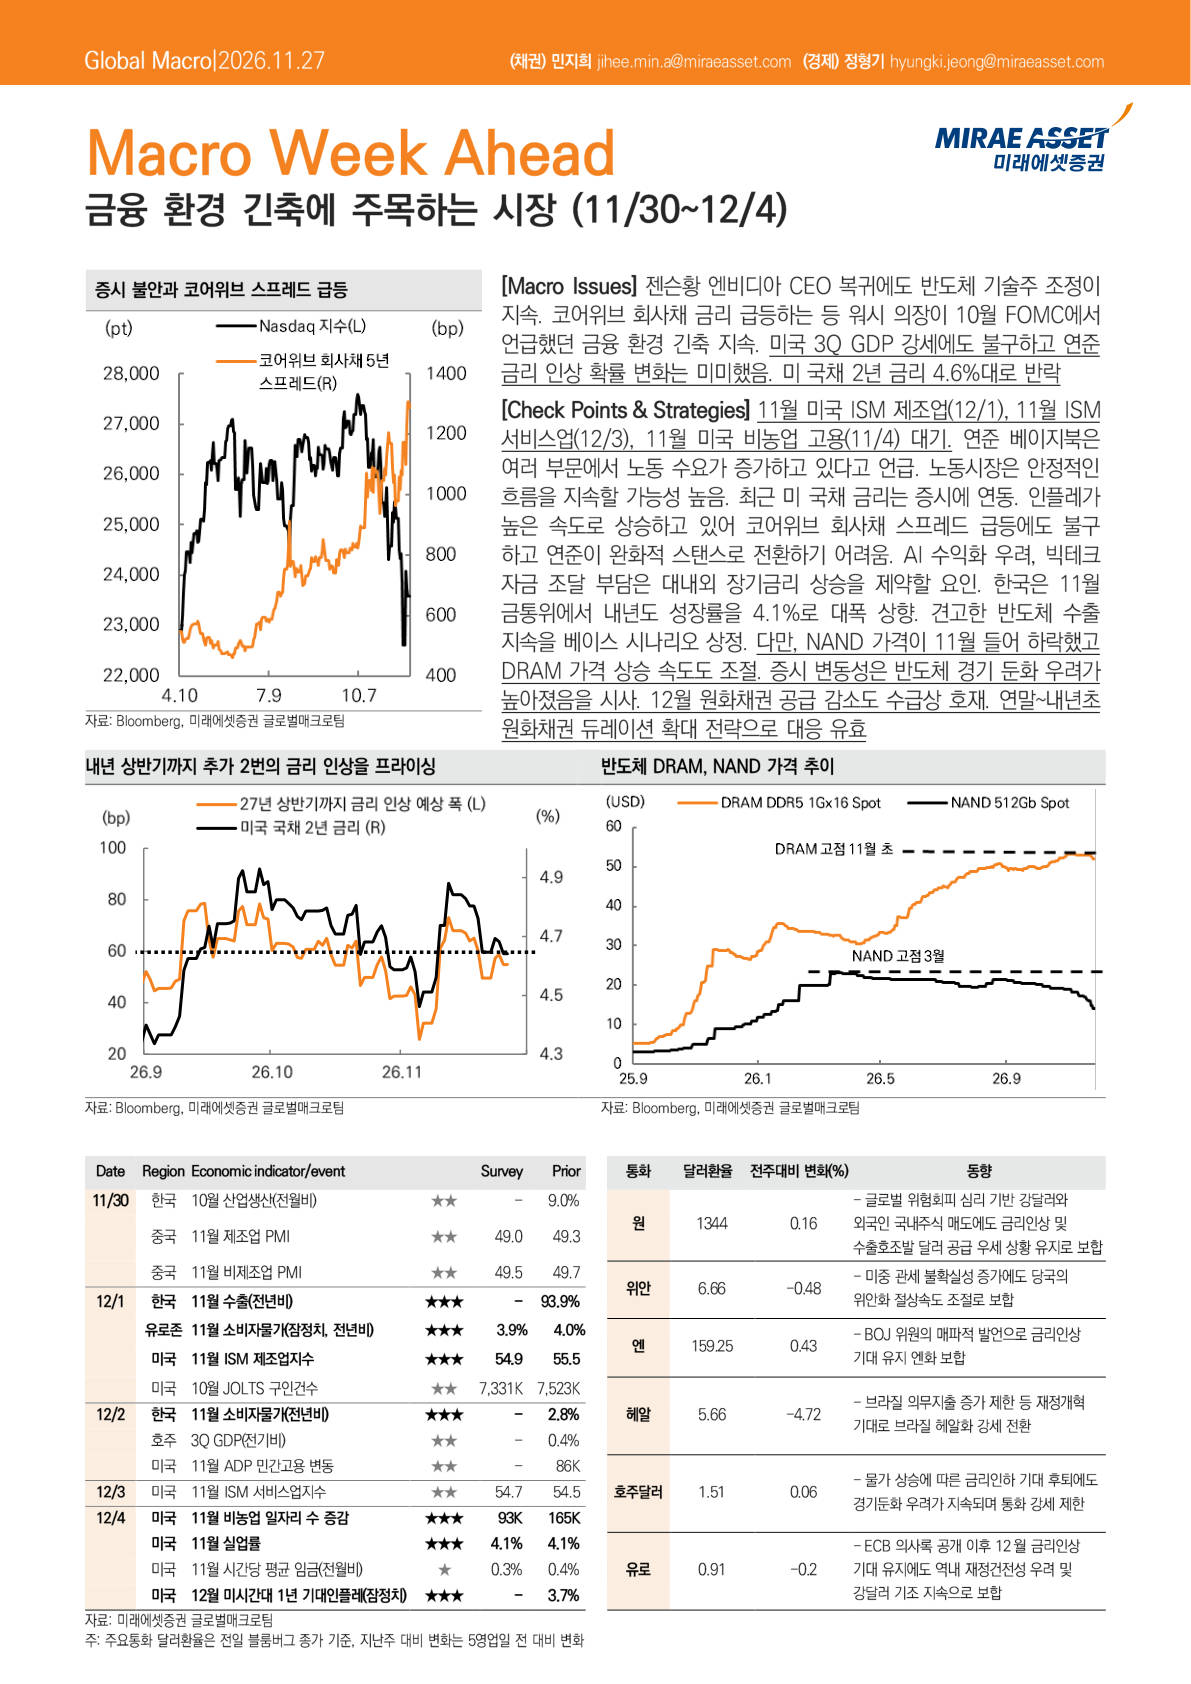 Global Macro|2026.11.27
(채권) 민지희 jihee.min.a@miraeasset.com (경제) 정형기 hyungki.jeong@miraeasset.com
Macro Week Ahead
MIRAE ASSET
미래에셋증권
금융 환경 긴축에 주목하는 시장 (11/30~12/4)
증시 불안과 코어위브 스프레드 급등
(pt)
Nasdaq 지수(L)
(bp)
코어위브 회사채 5년
스프레드(R)
28,000
27,000
26,000
25,000
24,000
23,000
22,000
1400
1200
1000
800
600
400
4.10
7.9
10.7
자료: Bloomberg, 미래에셋증권 글로벌매크로팀
[Macro Issues] 젠슨황 엔비디아 CEO 복귀에도 반도체 기술주 조정이
지속. 코어위브 회사채 금리 급등하는 등 워시 의장이 10월 FOMC에서
언급했던 금융 환경 긴축 지속. 미국 3Q GDP 강세에도 불구하고 연준
금리 인상 확률 변화는 미미했음. 미 국채 2년 금리 4.6%대로 반락
[Check Points & Strategies] 11월 미국 ISM 제조업(12/1), 11월 ISM
서비스업(12/3), 11월 미국 비농업 고용(11/4) 대기. 연준 베이지북은
여러 부문에서 노동 수요가 증가하고 있다고 언급. 노동시장은 안정적인
흐름을 지속할 가능성 높음. 최근 미 국채 금리는 증시에 연동. 인플레가
높은 속도로 상승하고 있어 코어위브 회사채 스프레드 급등에도 불구
하고 연준이 완화적 스탠스로 전환하기 어려움. AI 수익화 우려, 빅테크
자금 조달 부담은 대내외 장기금리 상승을 제약할 요인. 한국은 11월
금통위에서 내년도 성장률을 4.1%로 대폭 상향. 견고한 반도체 수출
지속을 베이스 시나리오 상정. 다만, NAND 가격이 11월 들어 하락했고
DRAM 가격 상승 속도도 조절. 증시 변동성은 반도체 경기 둔화 우려가
높아졌음을 시사. 12월 원화채권 공급 감소도 수급상 호재. 연말~내년초
원화채권 듀레이션 확대 전략으로 대응 유효
내년 상반기까지 추가 2번의 금리 인상을 프라이싱
(bp)
27년 상반기까지 금리 인상 예상 폭 (L)
미국 국채 2년 금리 (R)
(%)
100
80
60
40
20
4.9
4.7
4.5
4.3
26.9
26.10
26.11
자료: Bloomberg, 미래에셋증권 글로벌매크로팀
반도체 DRAM, NAND 가격 추이
(USD)
DRAM DDR5 1Gx16 Spot
NAND 512Gb Spot
DRAM 고점 11월 초
NAND 고점 3월
60
50
40
30
20
10
0
25.9
26.1
26.5
26.9
자료: Bloomberg, 미래에셋증권 글로벌매크로팀
Date Region Economic indicator/event Survey Prior
11/30 한국 10월 산업생산(전월비) ★★ - 9.0%
중국 11월 제조업 PMI ★★ 49.0 49.3
중국 11월 비제조업 PMI ★★ 49.5 49.7
12/1 한국 11월 수출(전년비) ★★★ - 93.9%
유로존 11월 소비자물가(잠정치, 전년비) ★★★ 3.9% 4.0%
미국 11월 ISM 제조업지수 ★★★ 54.9 55.5
미국 10월 JOLTS 구인건수 ★★ 7,331K 7,523K
12/2 한국 11월 소비자물가(전년비) ★★★ - 2.8%
호주 3Q GDP(전기비) ★★ - 0.4%
미국 11월 ADP 민간고용 변동 ★★ - 86K
12/3 미국 11월 ISM 서비스업지수 ★★ 54.7 54.5
12/4 미국 11월 비농업 일자리 수 증감 ★★★ 93K 165K
미국 11월 실업률 ★★★ 4.1% 4.1%
미국 11월 시간당 평균 임금(전월비) ★ 0.3% 0.4%
미국 12월 미시간대 1년 기대인플레(잠정치) ★★★ - 3.7%
자료: 미래에셋증권 글로벌매크로팀
주: 주요통화 달러환율은 전일 블룸버그 종가 기준, 지난주 대비 변화는 5영업일 전 대비 변화
통화 달러환율 전주대비 변화(%) 동향
원 1344 0.16
- 글로벌 위험회피 심리 기반 강달러와
외국인 국내주식 매도에도 금리인상 및
수출호조발 달러 공급 우세 상황 유지로 보합
위안 6.66 -0.48
- 미중 관세 불확실성 증가에도 당국의
위안화 절상속도 조절로 보합
엔 159.25 0.43
- BOJ 위원의 매파적 발언으로 금리인상
기대 유지 엔화 보합
헤알 5.66 -4.72
- 브라질 의무지출 증가 제한 등 재정개혁
기대로 브라질 헤알화 강세 전환
호주달러 1.51 0.06
- 물가 상승에 따른 금리인하 기대 후퇴에도
경기둔화 우려가 지속되며 통화 강세 제한
유로 0.91 -0.2
- ECB 의사록 공개 이후 12월 금리인상
기대 유지에도 역내 재정건전성 우려 및
강달러 기조 지속으로 보합